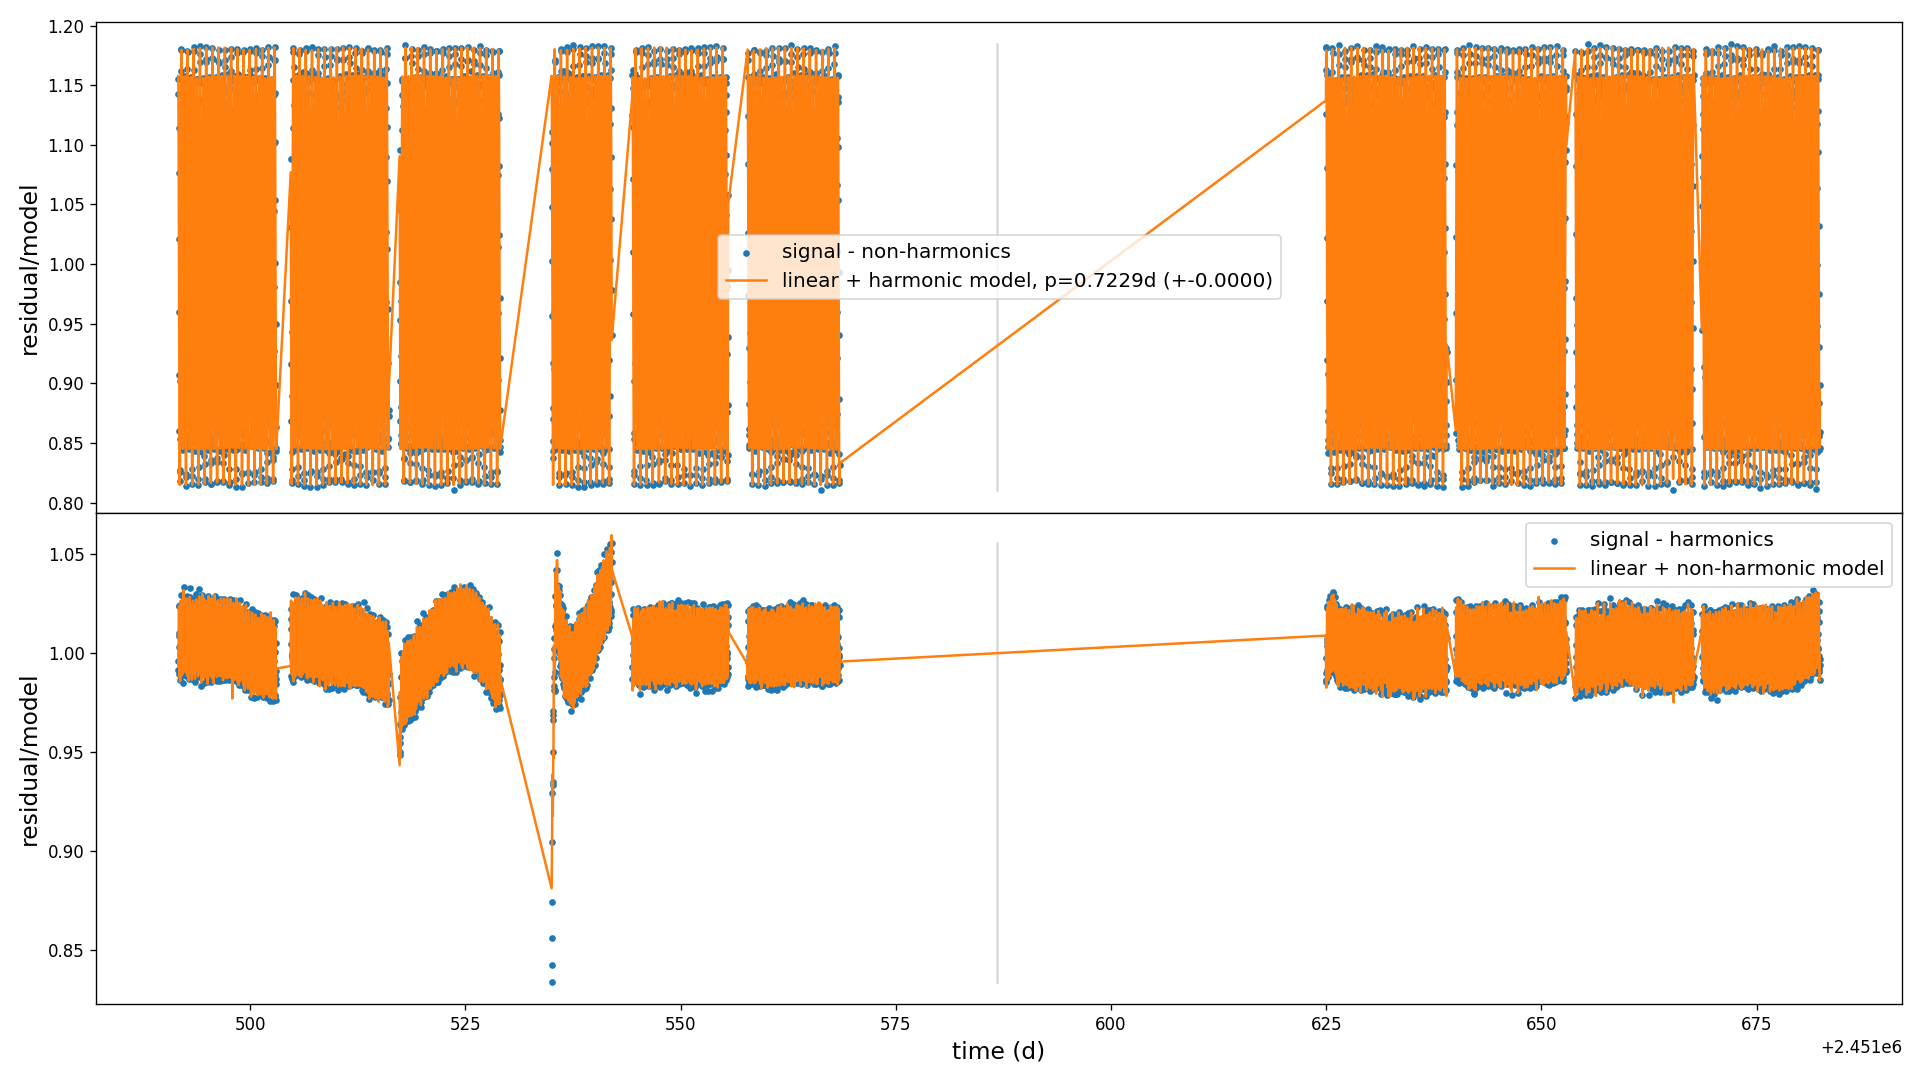 residual/model
1.20
1.15
1.10
1.05
1.00
0.95
0.90
0.85
0.80
signal - non-harmonics
linear + harmonic model, p=0.7229d (+-0.0000)
residual/model
1.05
1.00
0.95
0.90
0.85
signal - harmonics
linear + non-harmonic model
500
525
550
575
600
625
650
675
time (d)
+2.451e6